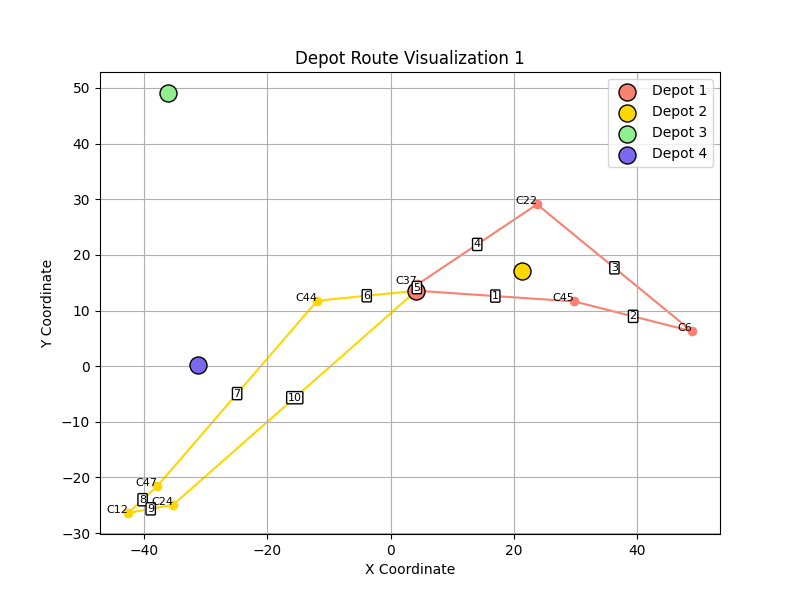 Depot Route Visualization 1
Depot 1
Depot 2
Depot 3
Depot 4
50
40
30
20
10
0
−10
−20
−30
−40
−20
0
20
40
Y Coordinate
X Coordinate
C22
4
3
C37
5
C44
6
1
C45
2
C6
7
10
C47
8
C24
C12
9